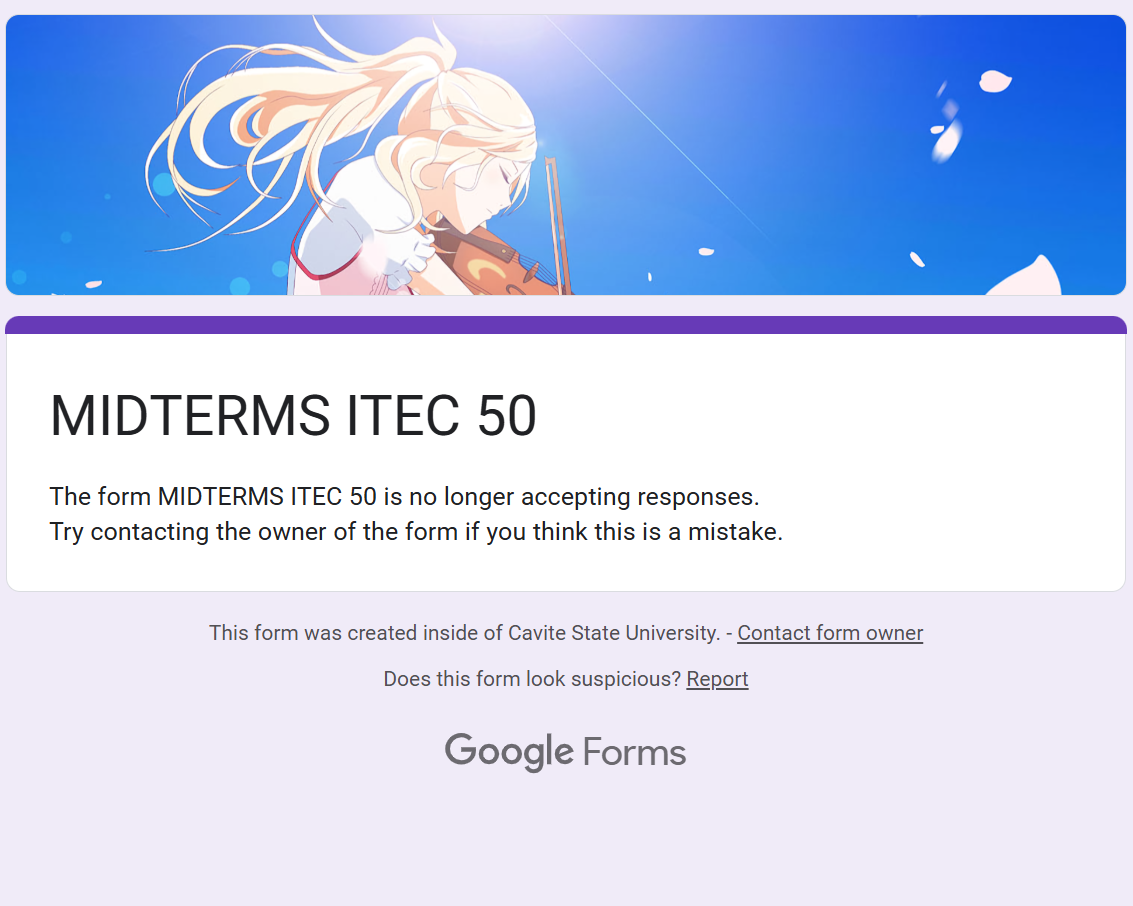 MIDTERMS ITEC 50
The form MIDTERMS ITEC 50 is no longer accepting responses.
Try contacting the owner of the form if you think this is a mistake.
This form was created inside of Cavite State University. - Contact form owner
Does this form look suspicious? Report
Google Forms